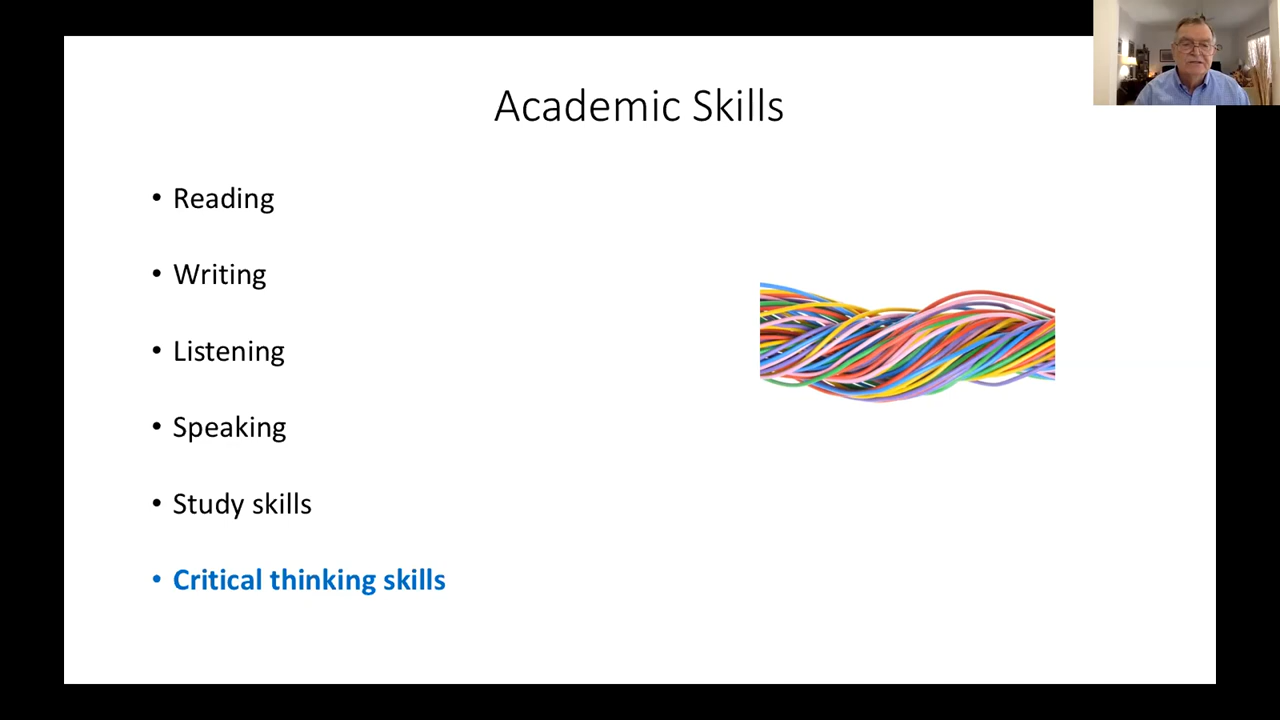 Academic Skills
• Reading
• Writing
• Listening
• Speaking
• Study skills
• Critical thinking skills